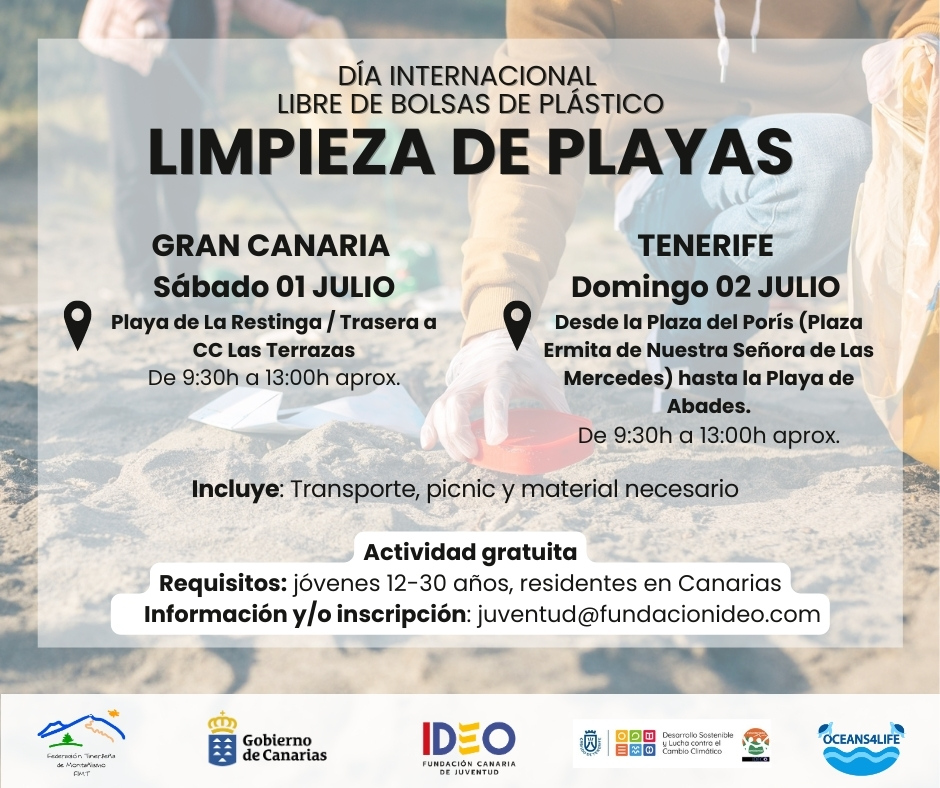 DÍA INTERNACIONAL
LIBRE DE BOLSAS DE PLÁSTICO
LIMPIEZA DE PLAYAS
GRAN CANARIA
Sábado 01 JULIO
Playa de La Restinga / Trasera a
CC Las Terrazas
De 9:30h a 13:00h aprox.
TENERIFE
Domingo 02 JULIO
Desde la Plaza del Porís (Plaza
Ermita de Nuestra Señora de Las
Mercedes) hasta la Playa de
Abades.
De 9:30h a 13:00h aprox.
Incluye: Transporte, picnic y material necesario
Actividad gratuita
Requisitos: jóvenes 12-30 años, residentes en Canarias
Información y/o inscripción: juventud@fundacionideo.com
Federación Tinerfeña
de Montañismo
FMT
Gobierno
de Canarias
IDEO
FUNDACIÓN CANARIA
DE JUVENTUD
Desarrollo Sostenible
y Lucha contra el
Cambio Climático
OCEANS4LIFE